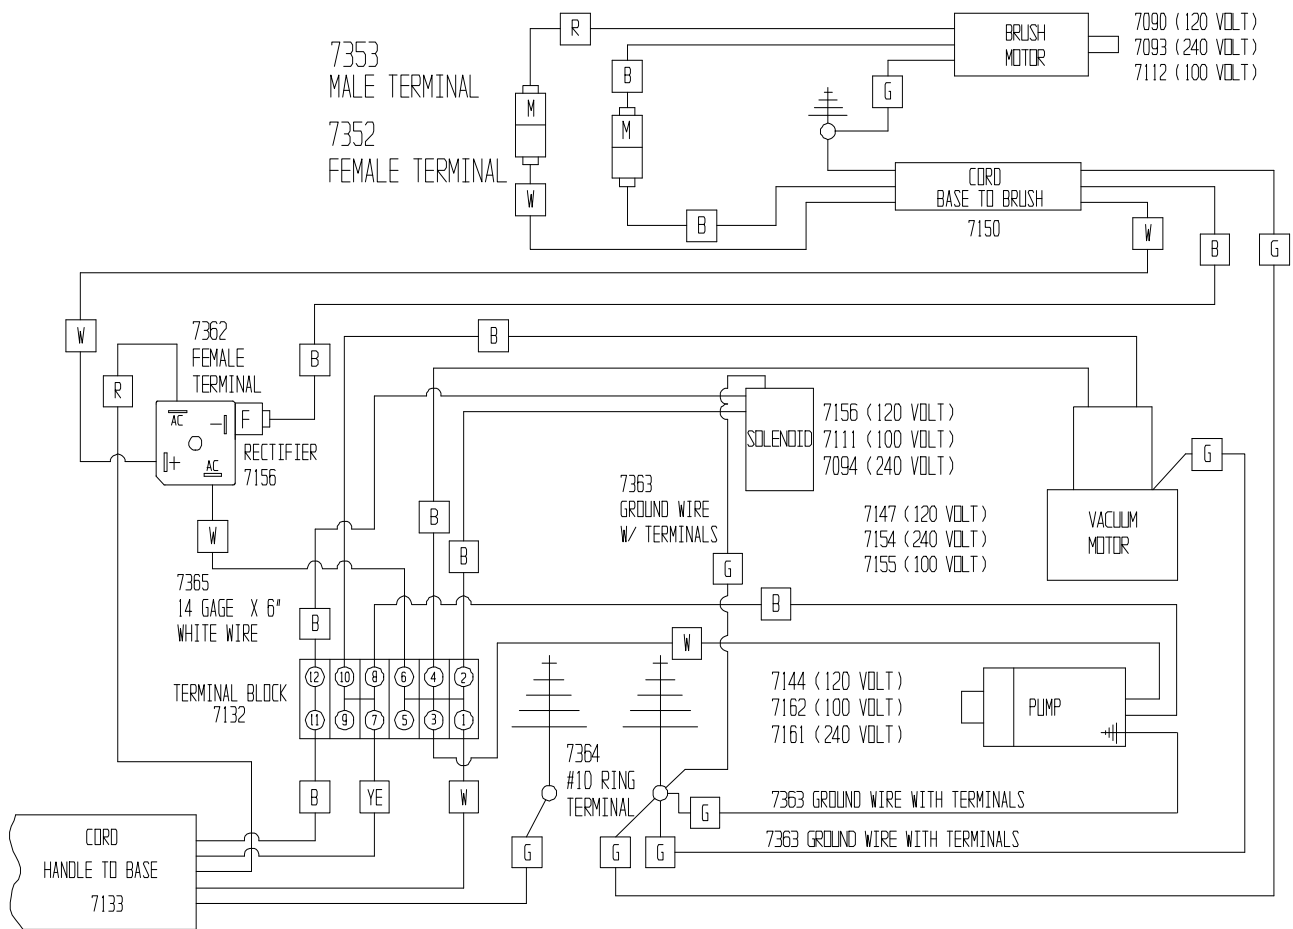 7353
MALE TERMINAL
7352
FEMALE TERMINAL
R
B
M
M
W
B
G
BRUSH
MOTOR
7090 (120 VOLT)
7093 (240 VOLT)
7112 (100 VOLT)
CORD
BASE TO BRUSH
7150
W
B
G
W
R
7362
FEMALE
TERMINAL
B
B
AC
F
+
AC
RECTIFIER
7156
W
7365
14 GAGE X 6"
WHITE WIRE
B
B
B
SOLENOID
7156 (120 VOLT)
7111 (100 VOLT)
7094 (240 VOLT)
7363
GROUND WIRE
W/ TERMINALS
G
7147 (120 VOLT)
7154 (240 VOLT)
7155 (100 VOLT)
VACUUM
MOTOR
G
B
W
TERMINAL BLOCK
7132
12 10 8 6 4 2
11 9 7 5 3 1
B
YE
W
7144 (120 VOLT)
7162 (100 VOLT)
7161 (240 VOLT)
PUMP
7364
#10 RING
TERMINAL
7363 GROUND WIRE WITH TERMINALS
G
7363 GROUND WIRE WITH TERMINALS
G
G
G
CORD
HANDLE TO BASE
7133